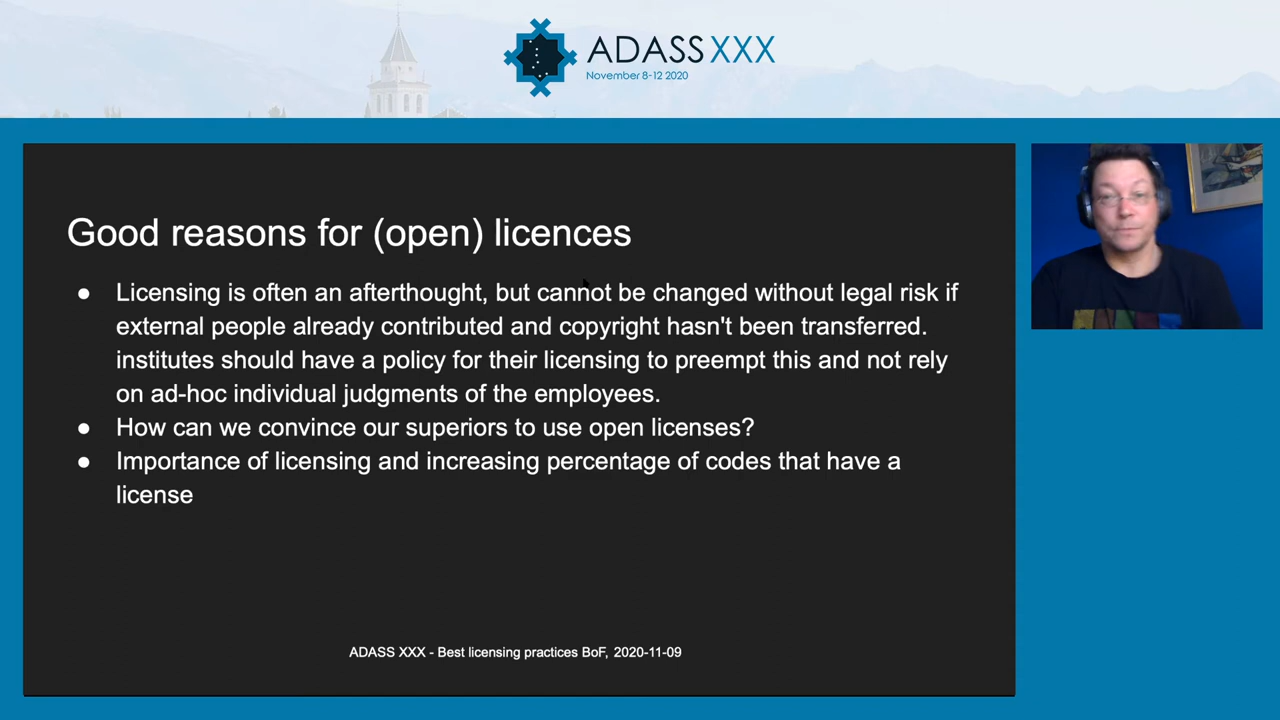 ADASS XXX
November 8-12 2020
Good reasons for (open) licences
● Licensing is often an afterthought, but cannot be changed without legal risk if
external people already contributed and copyright hasn't been transferred.
institutes should have a policy for their licensing to preempt this and not rely
on ad-hoc individual judgments of the employees.
● How can we convince our superiors to use open licenses?
● Importance of licensing and increasing percentage of codes that have a
license
ADASS XXX - Best licensing practices BoF, 2020-11-09